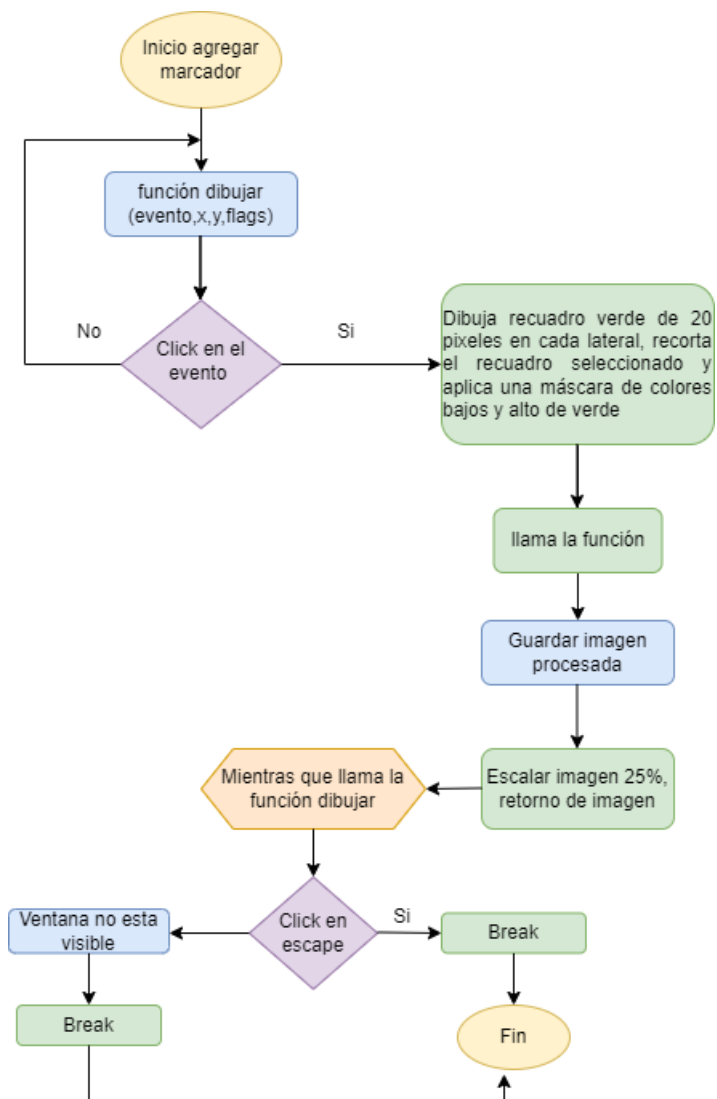 Inicio agregar
marcador
función dibujar
(evento,x,y,flags)
No
Click en el
evento
Si
Dibuja recuadro verde de 20
pixeles en cada lateral, recorta
el recuadro seleccionado y
aplica una máscara de colores
bajos y alto de verde
llama la función
Guardar imagen
procesada
Escalar imagen 25%,
retorno de imagen
Mientras que llama la
función dibujar
Click en
escape
Si
Break
Ventana no esta
visible
Break
Fin